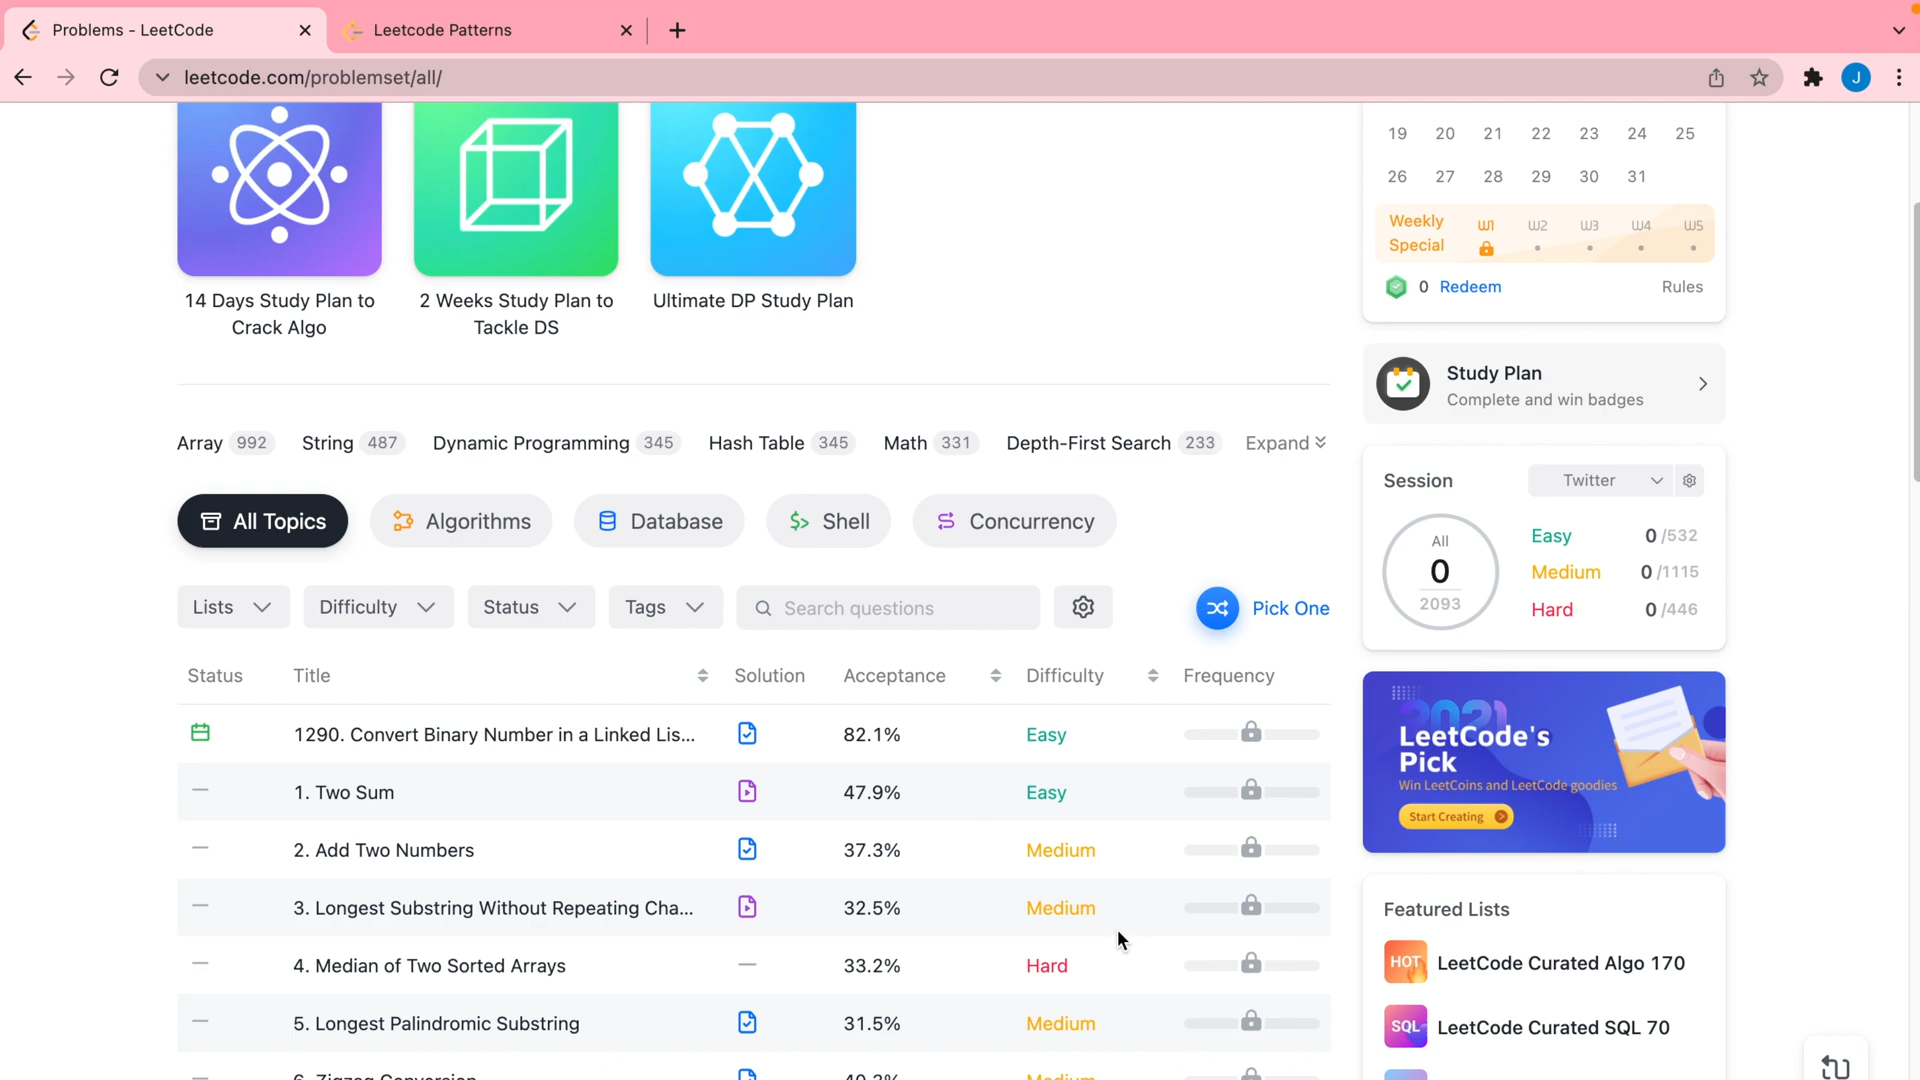 Problems - LeetCode
Leetcode Patterns
leetcode.com/problemset/all/
J
14 Days Study Plan to
Crack Algo
2 Weeks Study Plan to
Tackle DS
Ultimate DP Study Plan
19 20 21 22 23 24 25
26 27 28 29 30 31
Weekly
Special
W1 W2 W3 W4 W5
0 Redeem Rules
Study Plan
Complete and win badges
Array 992 String 487 Dynamic Programming 345 Hash Table 345 Math 331 Depth-First Search 233 Expand
All Topics Algorithms Database Shell Concurrency
Session Twitter
All
0
2093
Easy 0 /532
Medium 0 /1115
Hard 0 /446
Lists Difficulty Status Tags Search questions Pick One
Status Title Solution Acceptance Difficulty Frequency
1290. Convert Binary Number in a Linked Lis... 82.1% Easy
1. Two Sum 47.9% Easy
2. Add Two Numbers 37.3% Medium
3. Longest Substring Without Repeating Cha... 32.5% Medium
4. Median of Two Sorted Arrays 33.2% Hard
5. Longest Palindromic Substring 31.5% Medium
6. Zigzag Conversion 40.3% Medium
2021
LeetCode's
Pick
Win LeetCoins and LeetCode goodies
Start Creating
Featured Lists
HOT LeetCode Curated Algo 170
SQL LeetCode Curated SQL 70